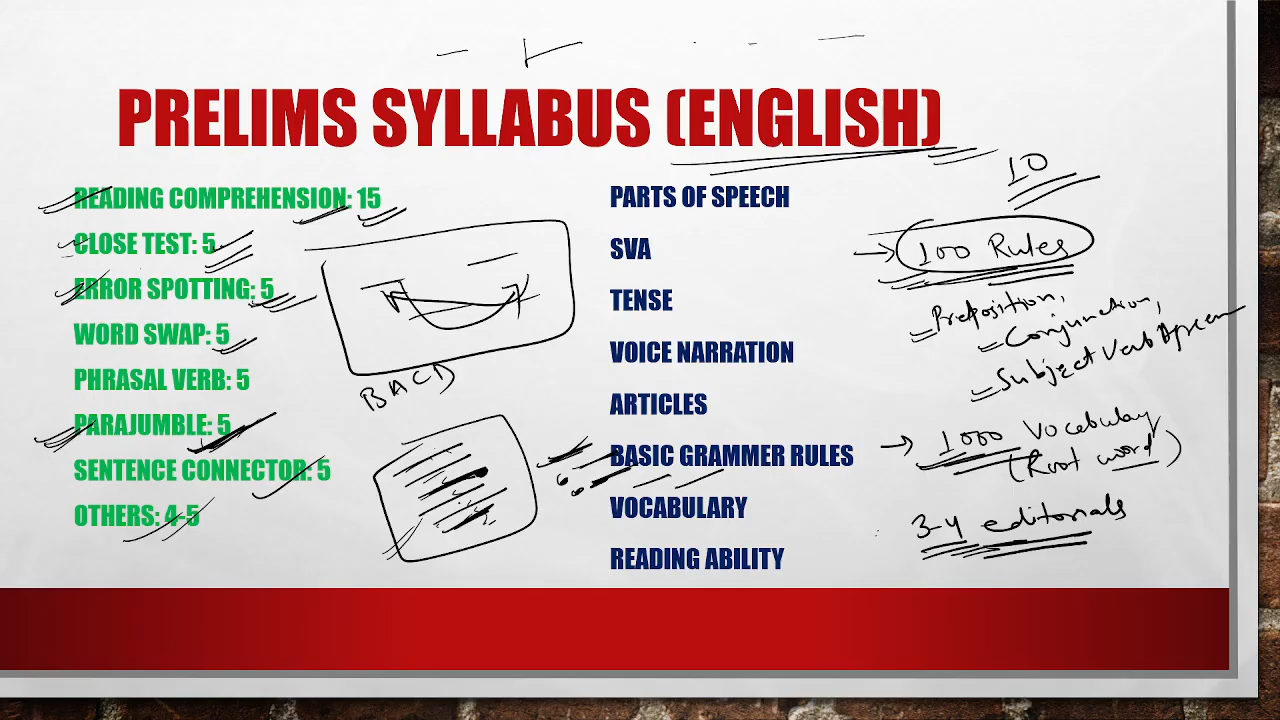 PRELIMS SYLLABUS (ENGLISH)
READING COMPREHENSION: 15
CLOSE TEST: 5
ERROR SPOTTING: 5
WORD SWAP: 5
PHRASAL VERB: 5
PARAJUMBLE: 5
SENTENCE CONNECTOR: 5
OTHERS: 4-5
BACD
PARTS OF SPEECH
SVA
TENSE
VOICE NARRATION
ARTICLES
BASIC GRAMMER RULES
VOCABULARY
READING ABILITY
10
→ 100 Rules
Preposition,
Conjunction,
Subject Verb Agreem
→ 1000 Vocabulary
(Root word)
3-4 editorials